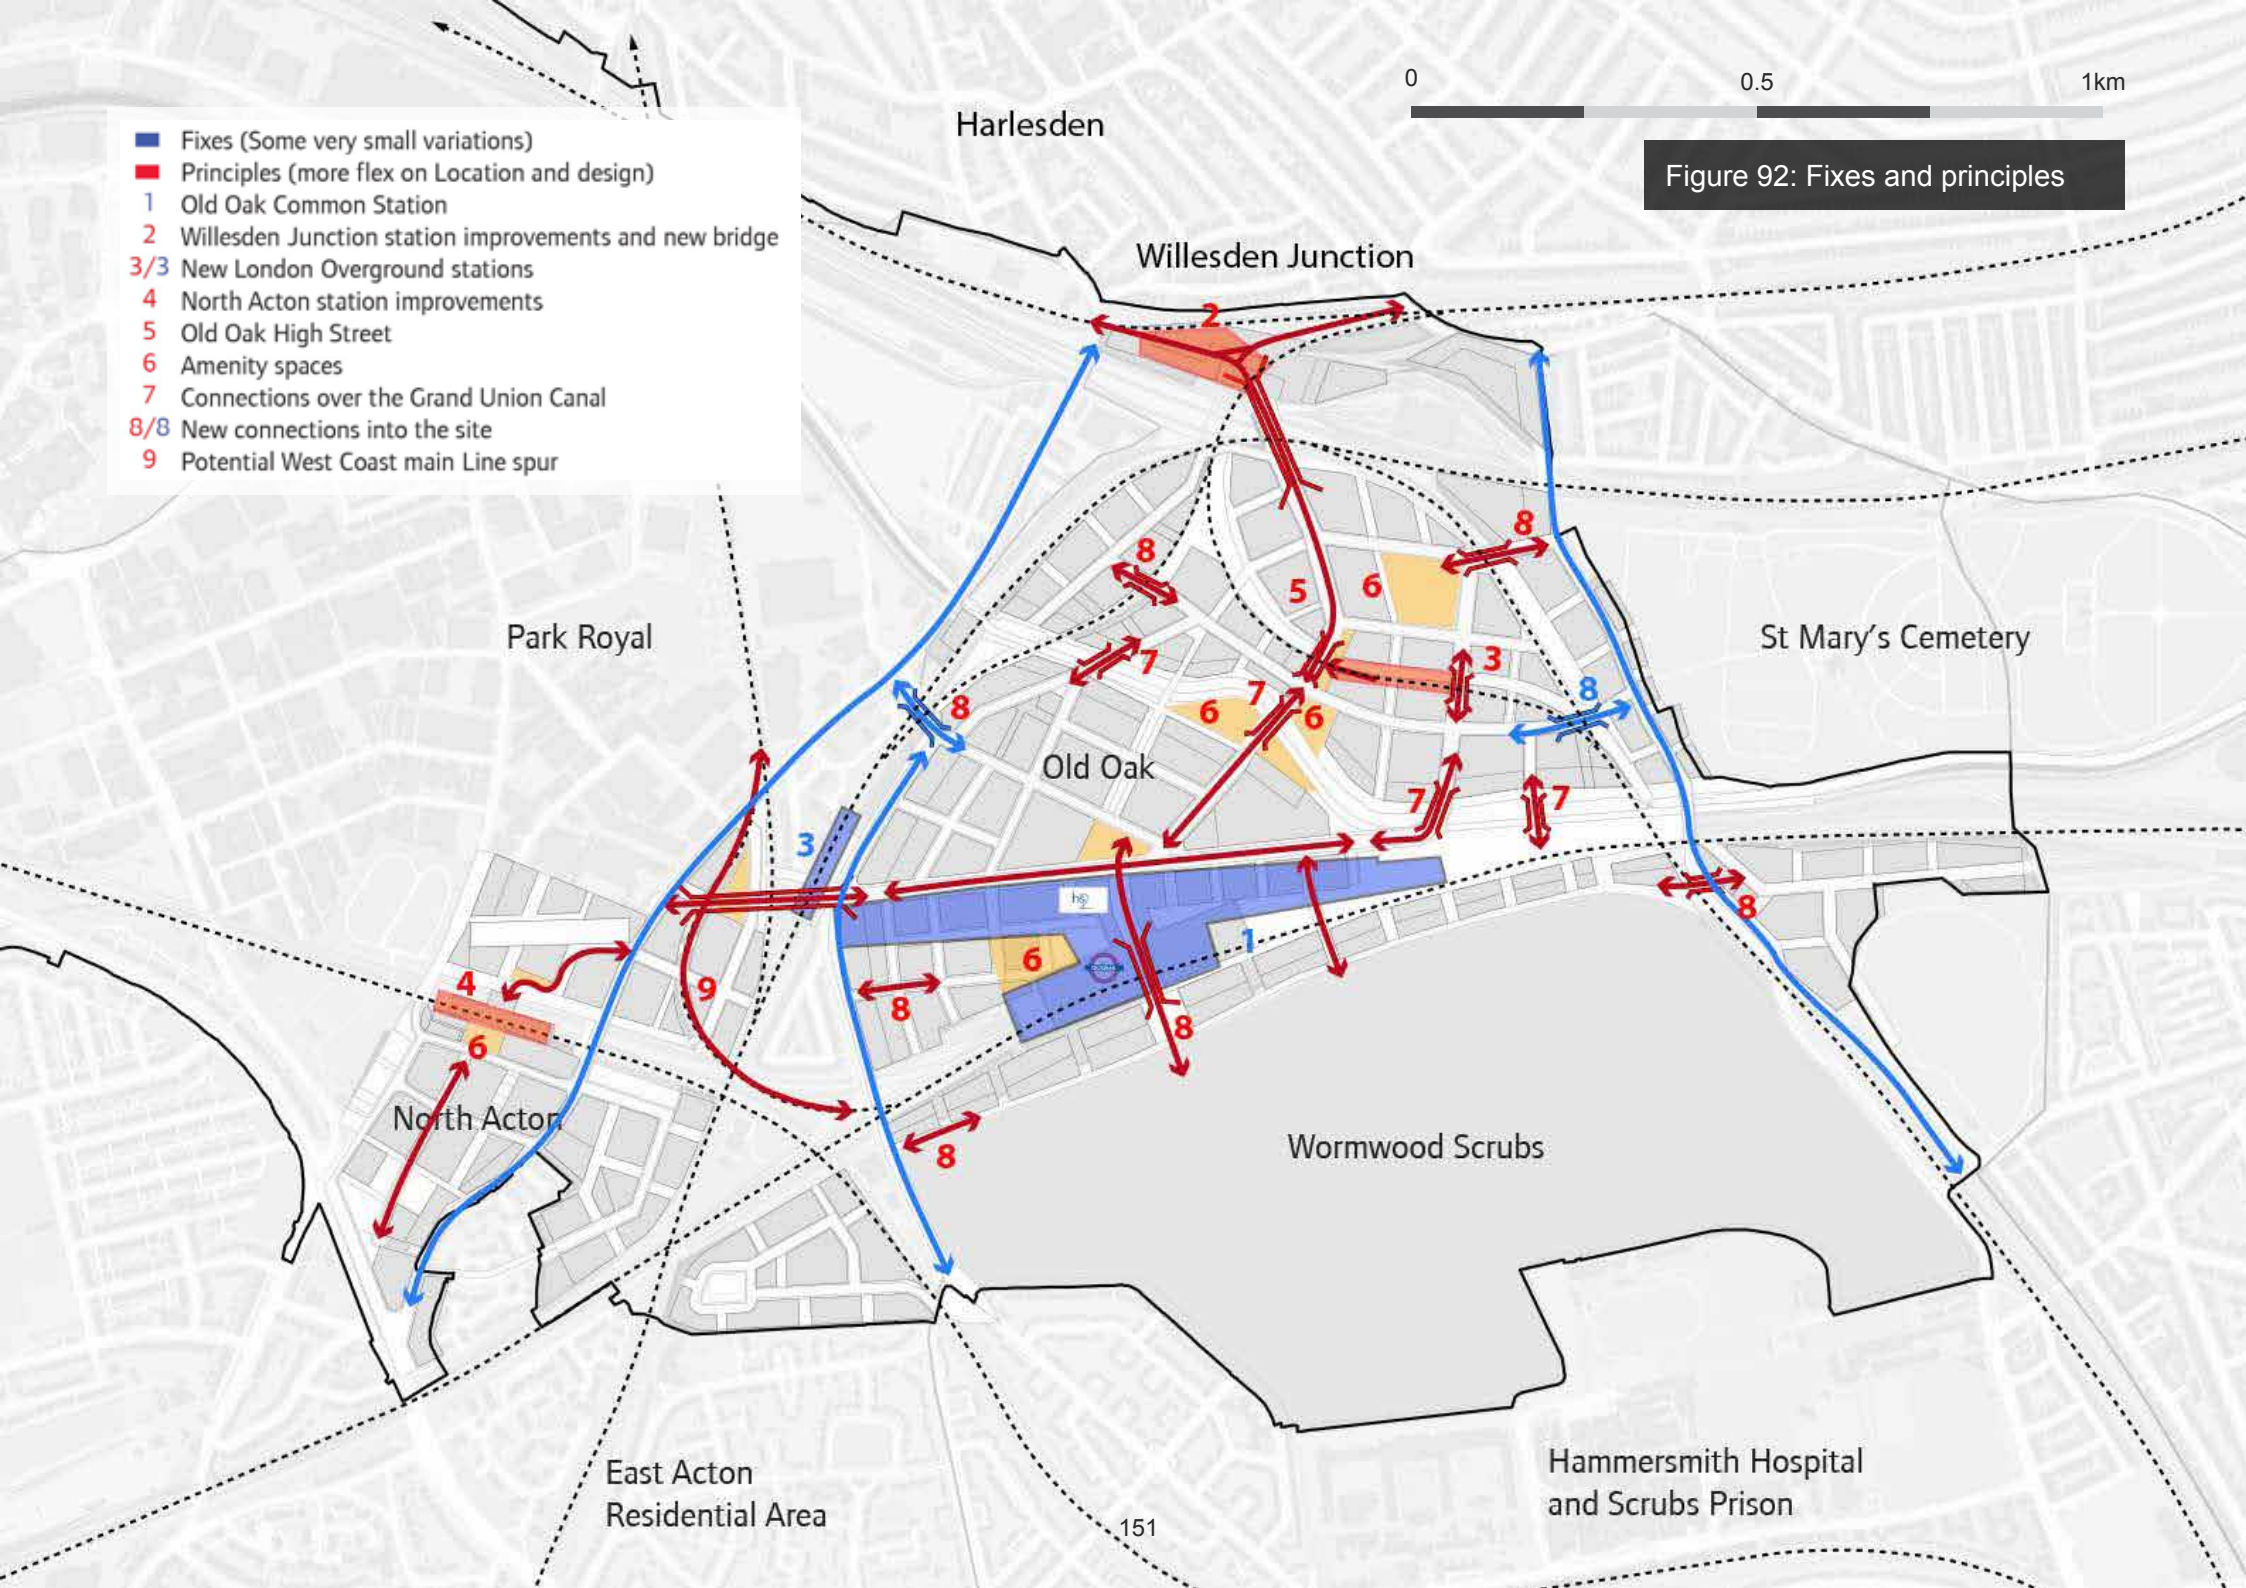 0 0.5 1km
Figure 92: Fixes and principles
Fixes (Some very small variations)
Principles (more flex on Location and design)
1 Old Oak Common Station
2 Willesden Junction station improvements and new bridge
3/3 New London Overground stations
4 North Acton station improvements
5 Old Oak High Street
6 Amenity spaces
7 Connections over the Grand Union Canal
8/8 New connections into the site
9 Potential West Coast main Line spur
Harlesden
Willesden Junction
2
8
8
5
6
Park Royal
St Mary's Cemetery
7
3
8
7
8
6
6
Old Oak
7
7
3
hs2
8
1
6
4
9
8
8
6
North Acton
Wormwood Scrubs
8
East Acton
Residential Area
Hammersmith Hospital
and Scrubs Prison
151